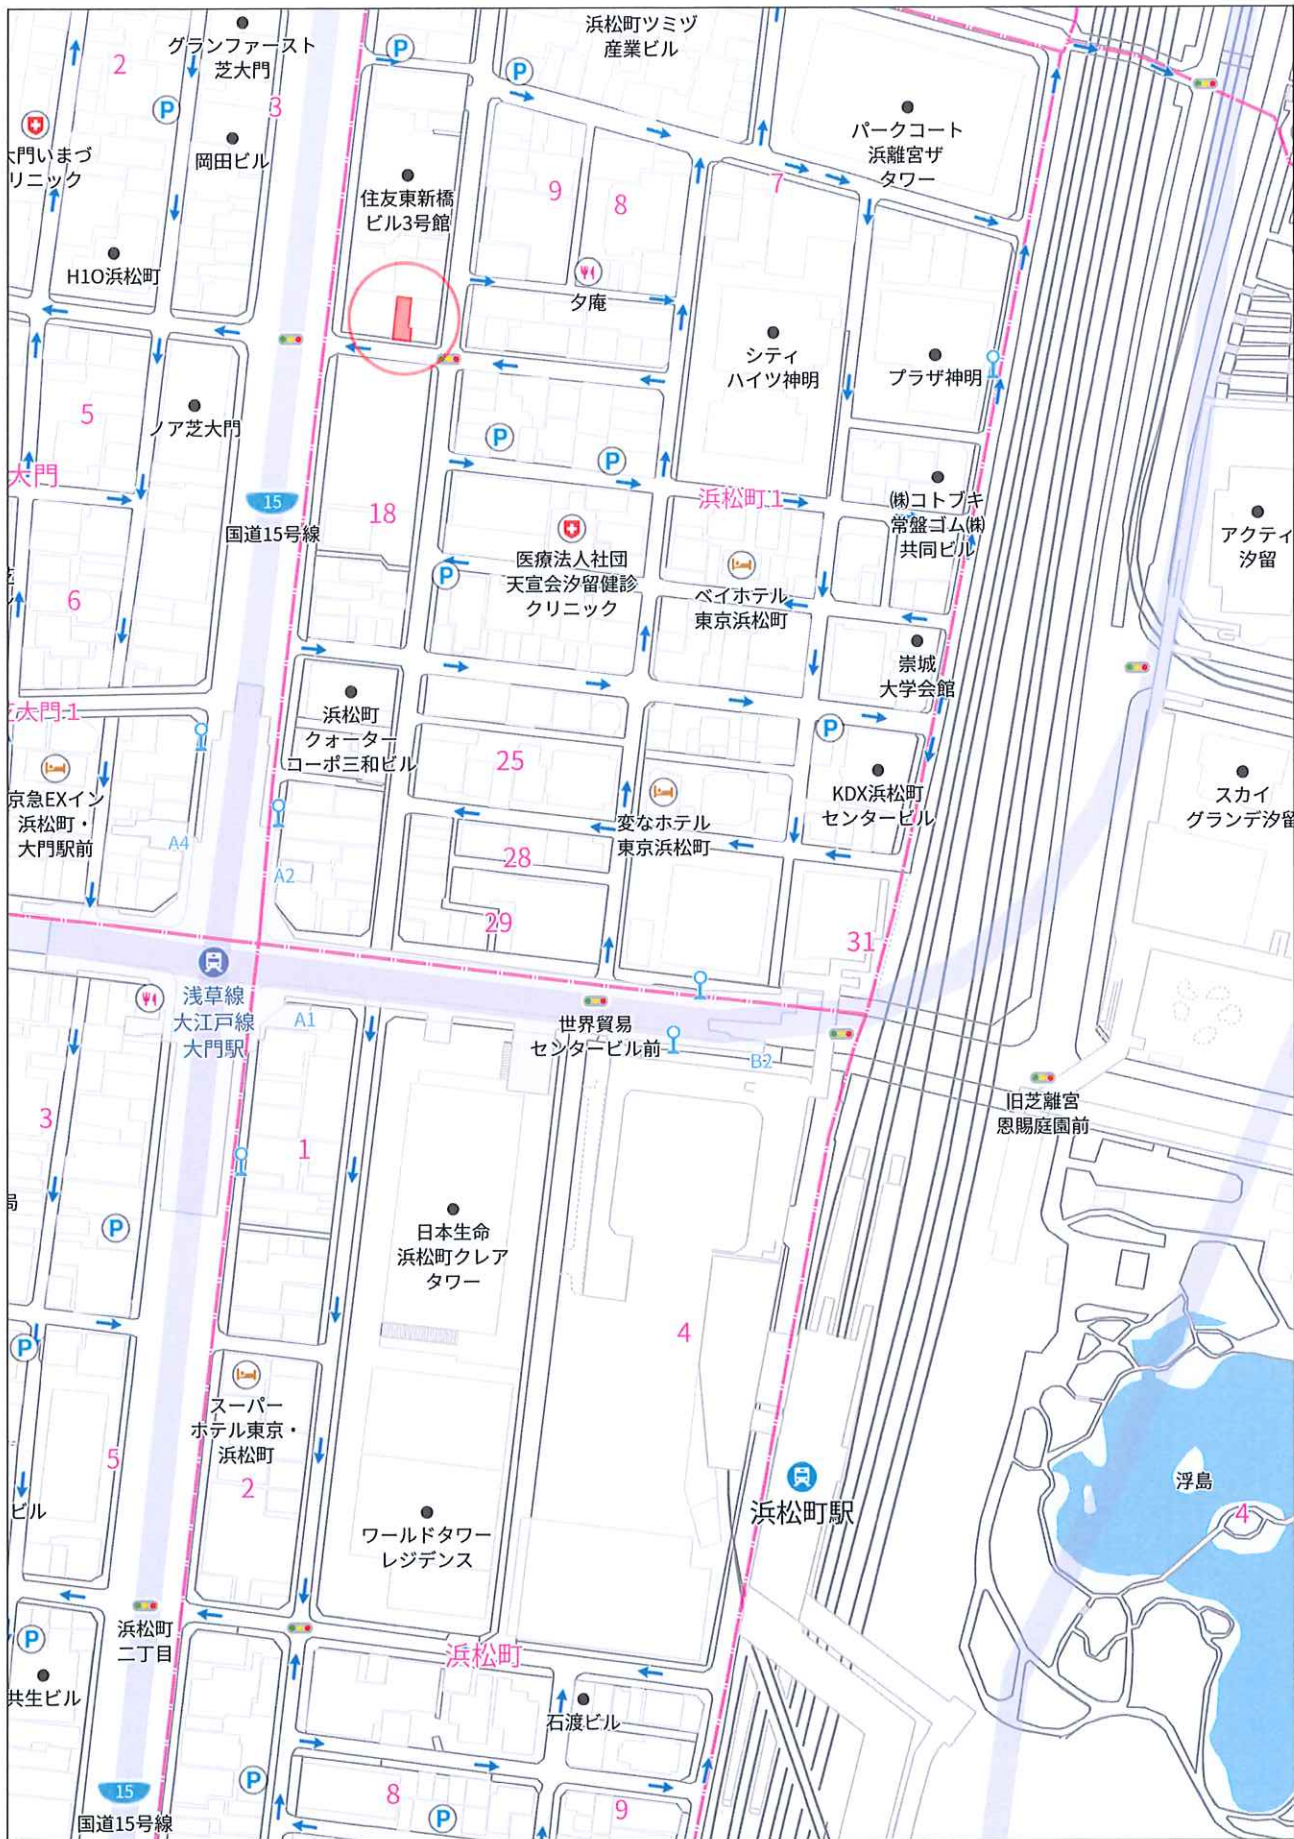 浜松町ツミヅ
産業ビル
グランファースト
芝大門
2
P
P
P
3
岡田ビル
大門いまづ
リニック
パークコート
浜離宮ザ
タワー
住友東新橋
ビル3号館
9
8
7
H1O浜松町
夕庵
シティ
ハイツ神明
プラザ神明
5
ノア芝大門
P
P
大門
15
国道15号線
18
浜松町1
㈱コトブキ
常盤ゴム㈱
共同ビル
アクティ
汐留
医療法人社団
天宣会汐留健診
クリニック
P
ベイホテル
東京浜松町
6
崇城
大学会館
芝大門1
浜松町
クォーター
コーポ三和ビル
25
P
KDX浜松町
センタービル
スカイ
グランデ汐留
京急EXイン
浜松町・
大門駅前
変なホテル
東京浜松町
A4
A2
28
29
31
浅草線
大江戸線
大門駅
A1
世界貿易
センタービル前
B2
旧芝離宮
恩賜庭園前
3
1
局
P
日本生命
浜松町クレア
タワー
4
P
スーパー
ホテル東京・
浜松町
5
2
ビル
浜松町駅
浮島
4
ワールドタワー
レジデンス
浜松町
二丁目
P
浜松町
共生ビル
石渡ビル
15
国道15号線
P
8
P
9